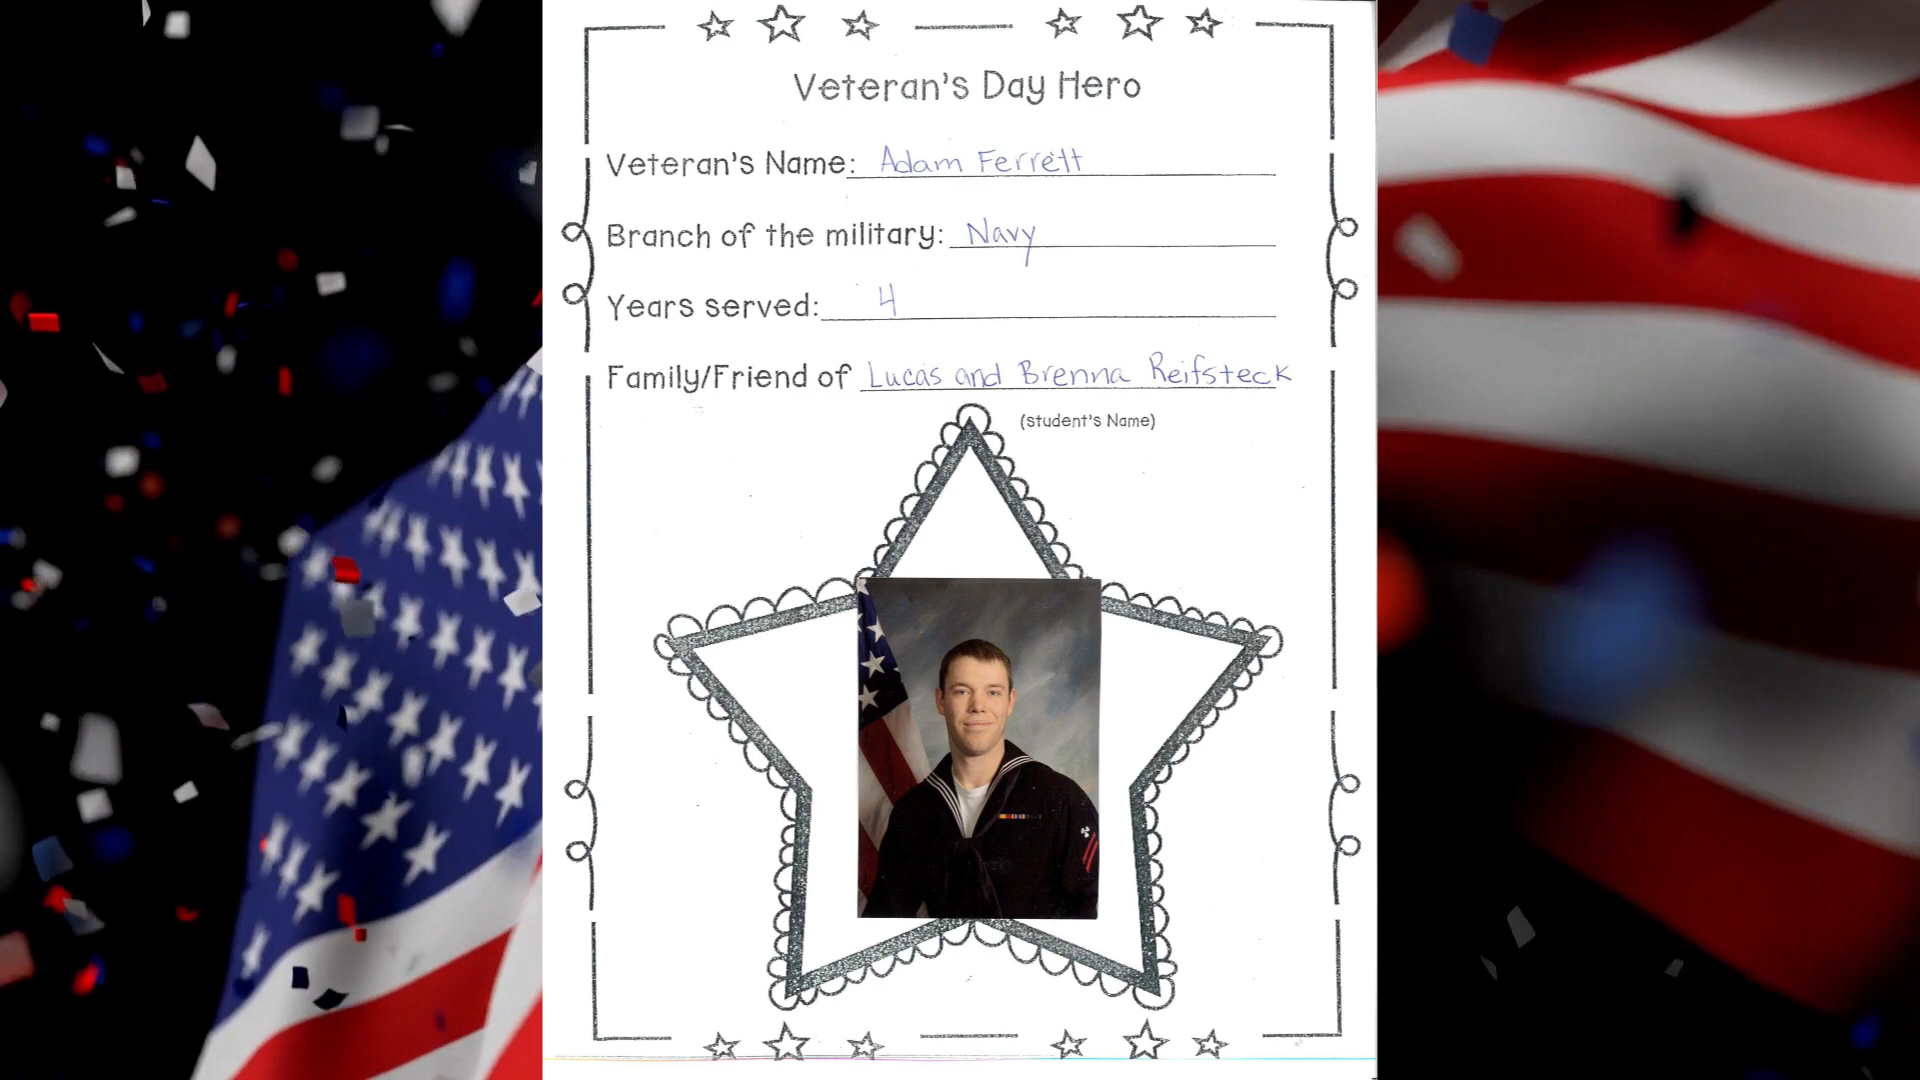 Veteran's Day Hero
Veteran's Name: Adam Ferrett
Branch of the military: Navy
Years served: 4
Family/Friend of Lucas and Brenna Reifsteck
(student's Name)